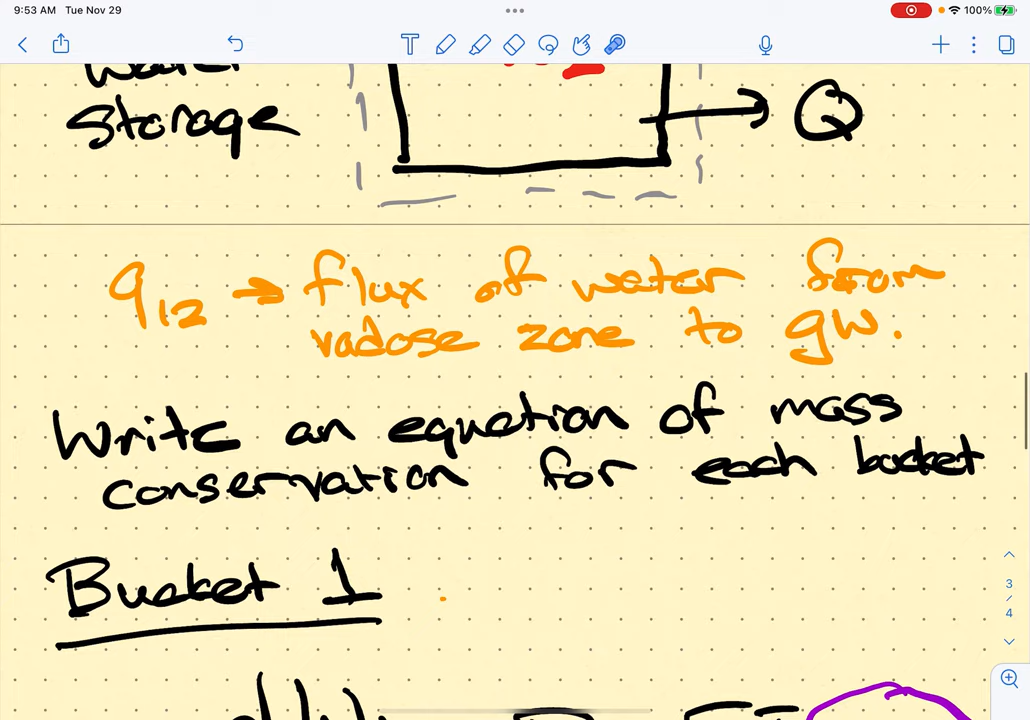 9:53 AM Tue Nov 29
100%
water
storage
Q
q12 → flux of water from
vadose zone to gw.
Write an equation of mass
conservation for each bucket
Bucket 1
3
/
4